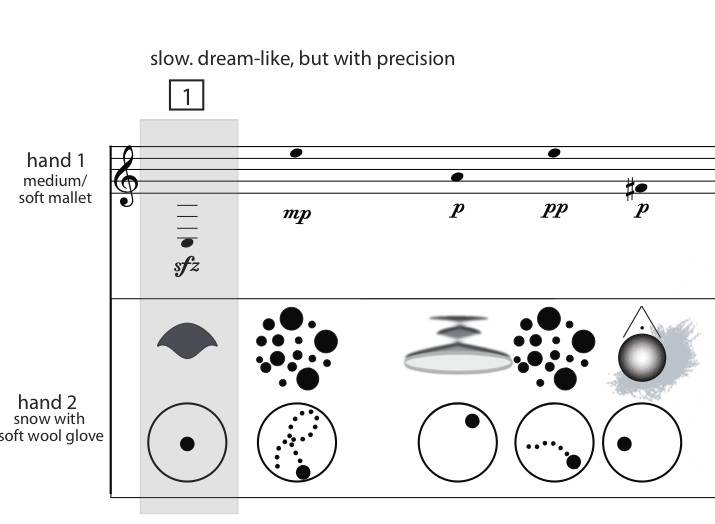 slow. dream-like, but with precision
1
hand 1
medium/
soft mallet
sfz
mp
p
pp
p
hand 2
snow with
soft wool glove